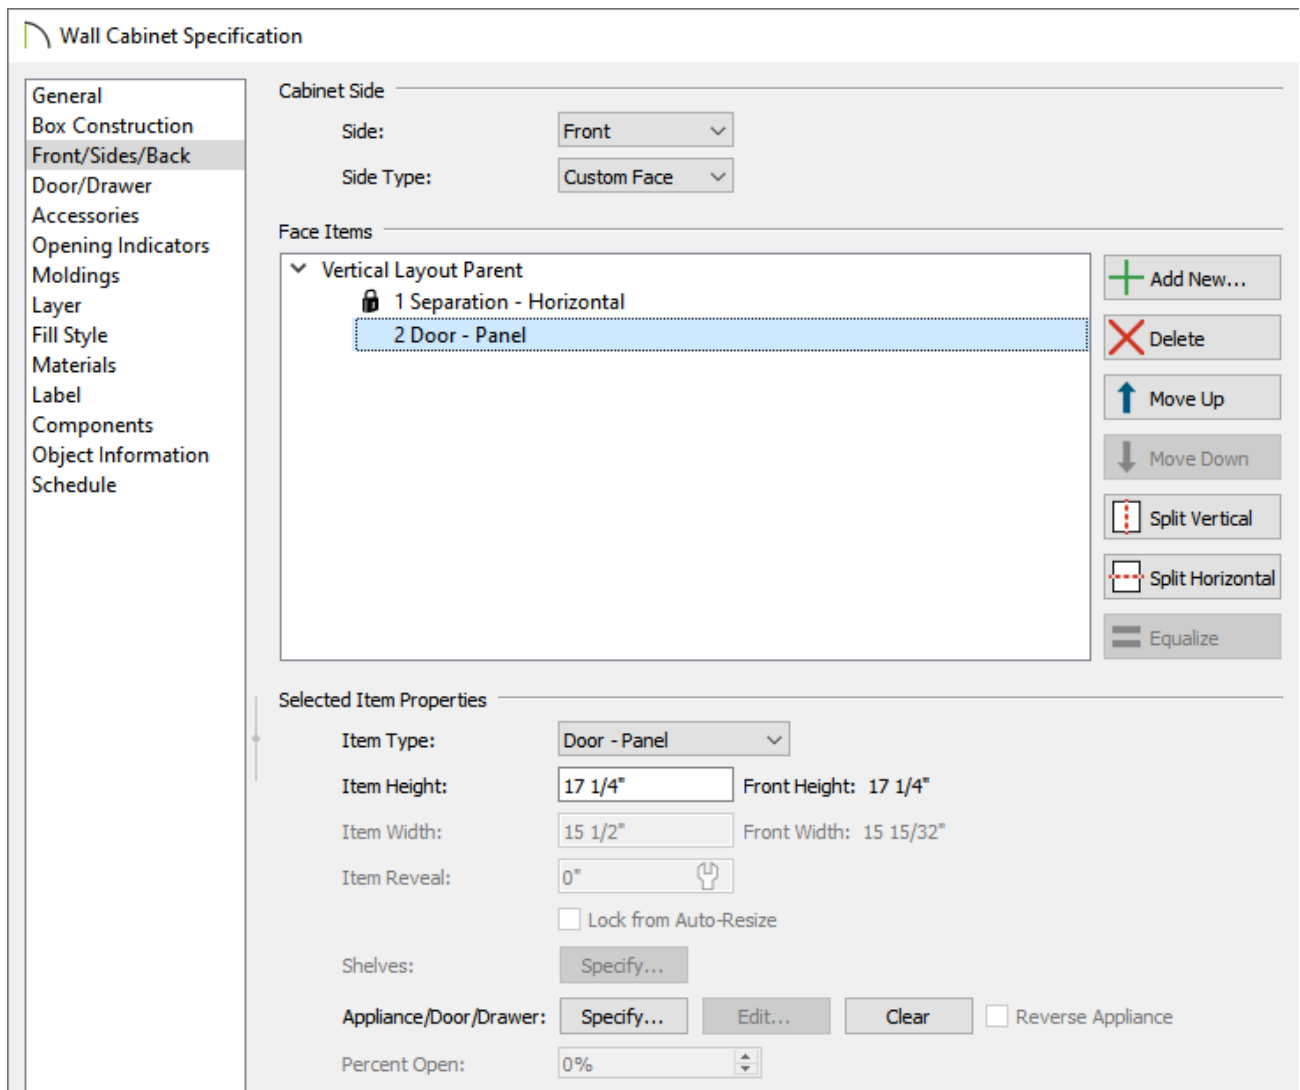 Wall Cabinet Specification
General
Box Construction
Front/Sides/Back
Door/Drawer
Accessories
Opening Indicators
Moldings
Layer
Fill Style
Materials
Label
Components
Object Information
Schedule
Cabinet Side
Side: Front
Side Type: Custom Face
Face Items
Vertical Layout Parent
1 Separation - Horizontal
2 Door - Panel
Add New...
Delete
Move Up
Move Down
Split Vertical
Split Horizontal
Equalize
Selected Item Properties
Item Type: Door - Panel
Item Height: 17 1/4" Front Height: 17 1/4"
Item Width: 15 1/2" Front Width: 15 15/32"
Item Reveal: 0"
Lock from Auto-Resize
Shelves: Specify...
Appliance/Door/Drawer: Specify... Edit... Clear Reverse Appliance
Percent Open: 0%